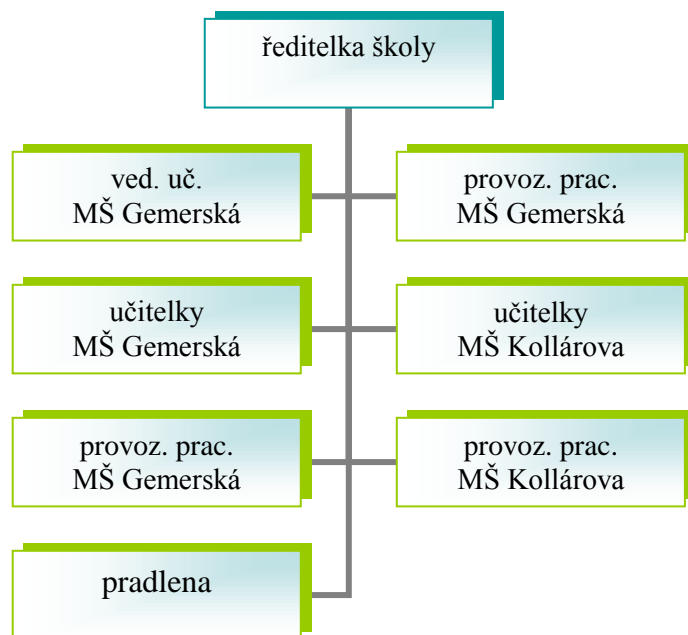 ředitelka školy
ved. uč.
MŠ Gemerská
provoz. prac.
MŠ Gemerská
učitelky
MŠ Gemerská
učitelky
MŠ Kollárova
provoz. prac.
MŠ Gemerská
provoz. prac.
MŠ Kollárova
pradlena